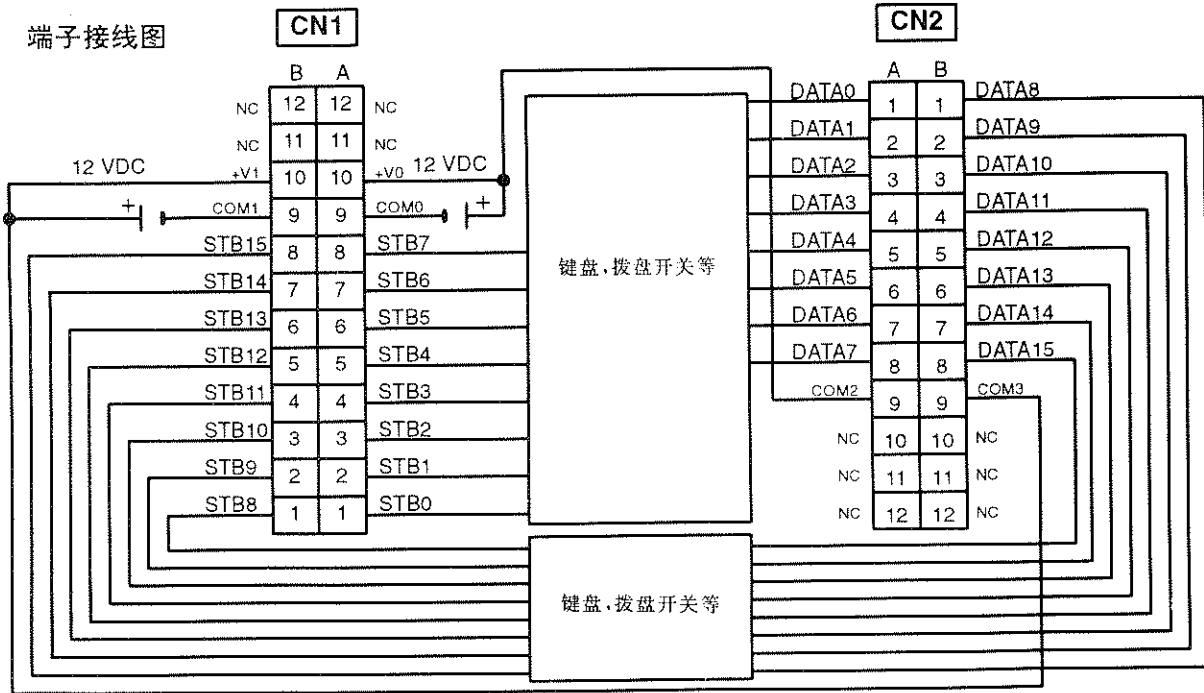 端子接线图
CN1
CN2
B A
A B
NC 12 12 NC
NC 11 11 NC
12 VDC +V1 10 10 +V0 12 VDC
+ COM1 9 9 COM0 +
STB15 8 8 STB7
STB14 7 7 STB6
STB13 6 6 STB5
STB12 5 5 STB4
STB11 4 4 STB3
STB10 3 3 STB2
STB9 2 2 STB1
STB8 1 1 STB0
键盘,拨盘开关等
DATA0 1 1 DATA8
DATA1 2 2 DATA9
DATA2 3 3 DATA10
DATA3 4 4 DATA11
DATA4 5 5 DATA12
DATA5 6 6 DATA13
DATA6 7 7 DATA14
DATA7 8 8 DATA15
COM2 9 9 COM3
NC 10 10 NC
NC 11 11 NC
NC 12 12 NC
键盘,拨盘开关等